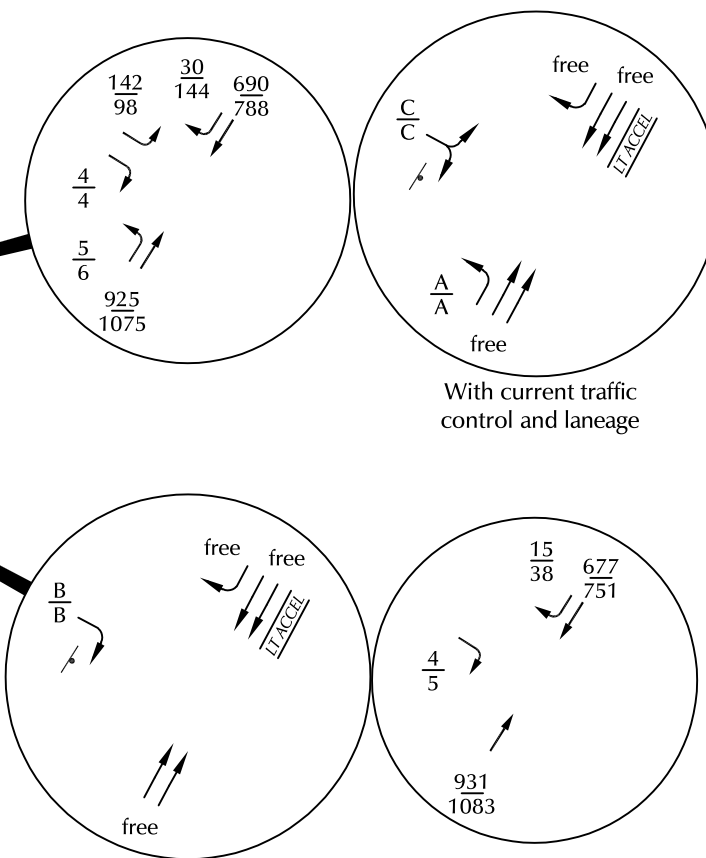 30
144
142
98
690
788
4
4
5
6
925
1075
free
free
C
C
LT ACCEL
A
A
free
With current traffic
control and laneage
free
free
B
B
LT ACCEL
free
15
38
677
751
4
5
931
1083